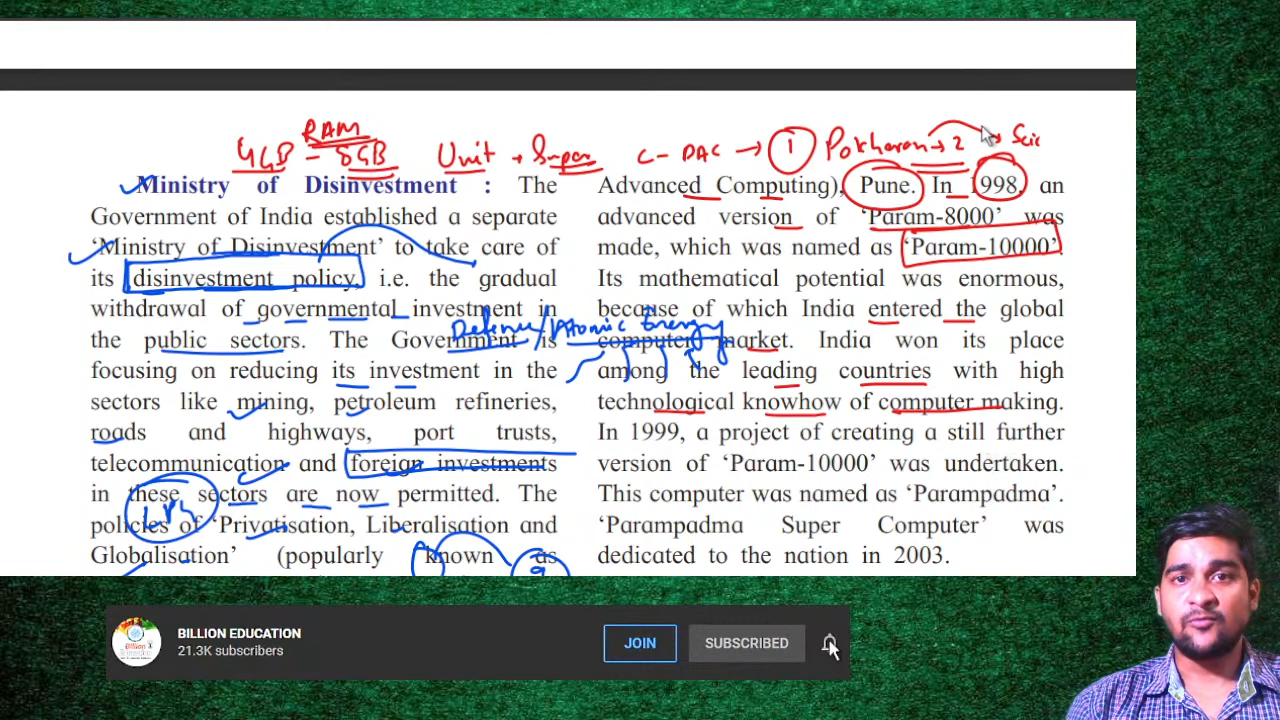 RAM
4GB - 8GB Unit + Super C-DAC → 1 Pokharan → 2
Ministry of Disinvestment : The
Government of India established a separate
‘Ministry of Disinvestment’ to take care of
its disinvestment policy, i.e. the gradual
withdrawal of governmental investment in
the public sectors. The Government is
focusing on reducing its investment in the
sectors like mining, petroleum refineries,
roads and highways, port trusts,
telecommunication and foreign investments
in these sectors are now permitted. The
policies of ‘Privatisation, Liberalisation and
Globalisation’ (popularly known as
Defence/Atomic Energy
Advanced Computing), Pune. In 1998, an
advanced version of ‘Param-8000’ was
made, which was named as ‘Param-10000’.
Its mathematical potential was enormous,
because of which India entered the global
computer market. India won its place
among the leading countries with high
technological knowhow of computer making.
In 1999, a project of creating a still further
version of ‘Param-10000’ was undertaken.
This computer was named as ‘Parampadma’.
‘Parampadma Super Computer’ was
dedicated to the nation in 2003.
BILLION EDUCATION
21.3K subscribers
JOIN
SUBSCRIBED